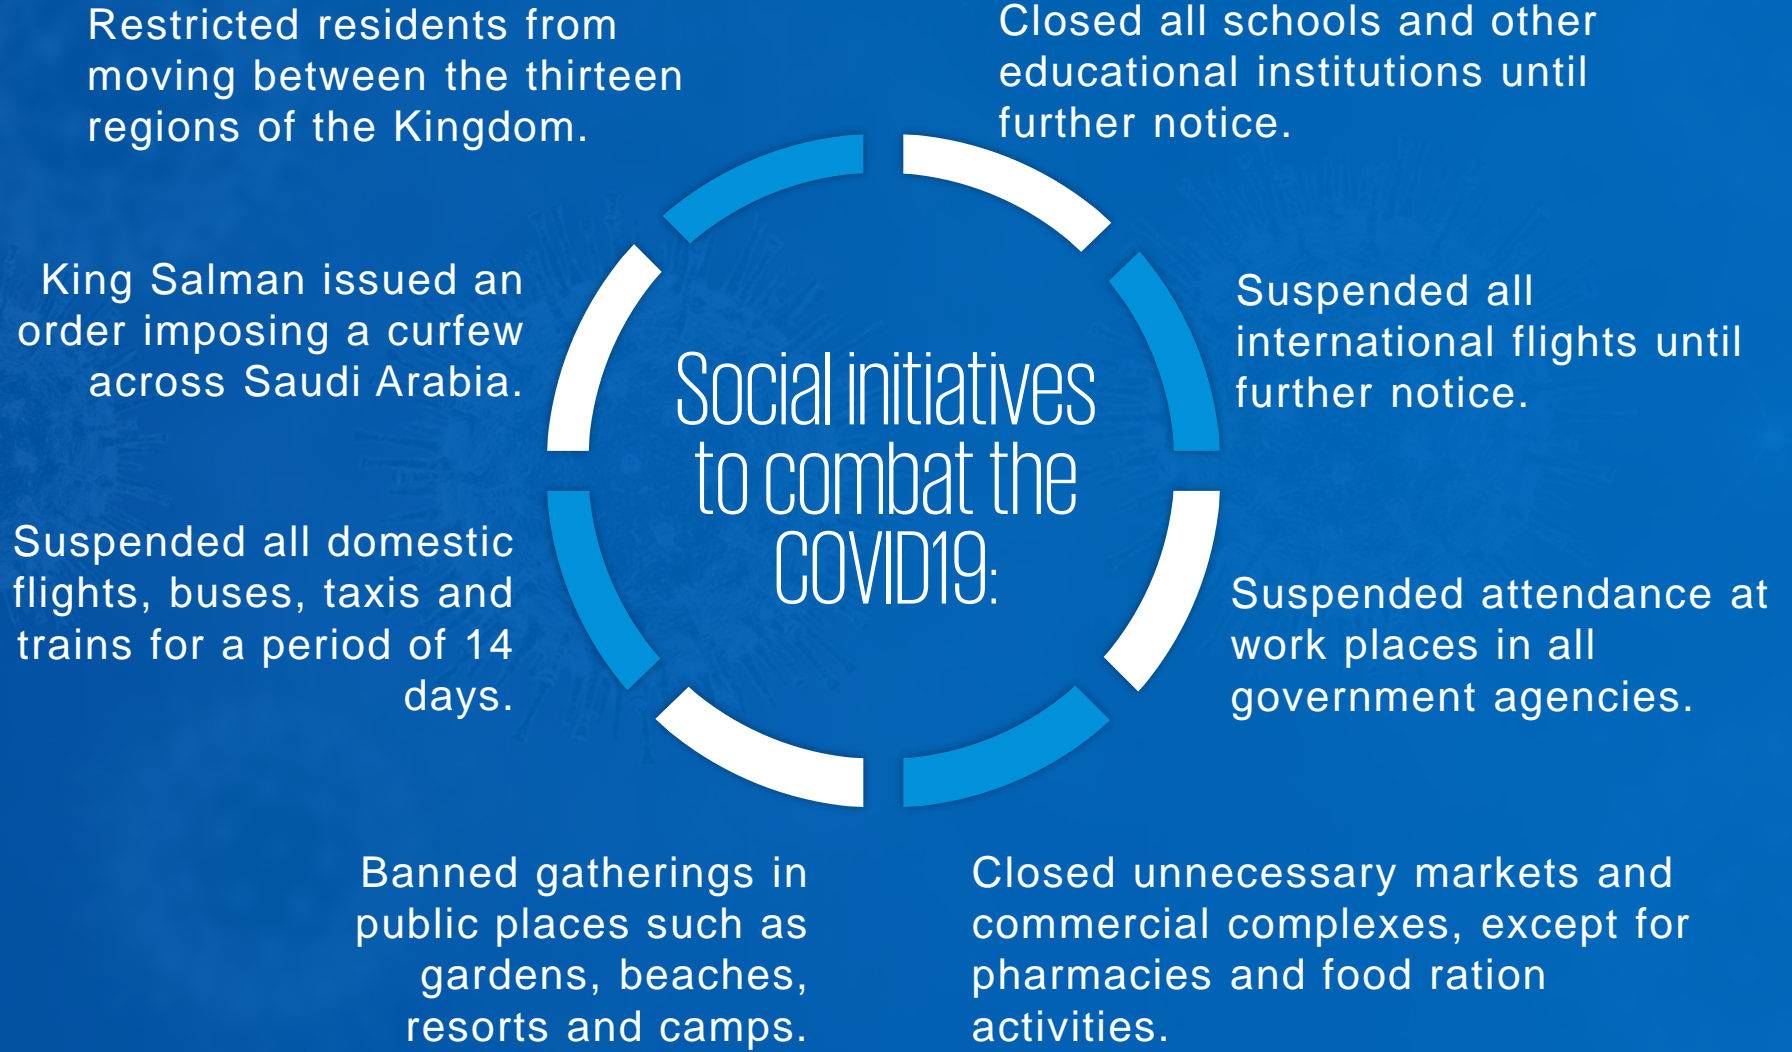 Restricted residents from
moving between the thirteen
regions of the Kingdom.
Closed all schools and other
educational institutions until
further notice.
King Salman issued an
order imposing a curfew
across Saudi Arabia.
Suspended all
international flights until
further notice.
Social initiatives
to combat the
COVID19:
Suspended all domestic
flights, buses, taxis and
trains for a period of 14
days.
Suspended attendance at
work places in all
government agencies.
Banned gatherings in
public places such as
gardens, beaches,
resorts and camps.
Closed unnecessary markets and
commercial complexes, except for
pharmacies and food ration
activities.